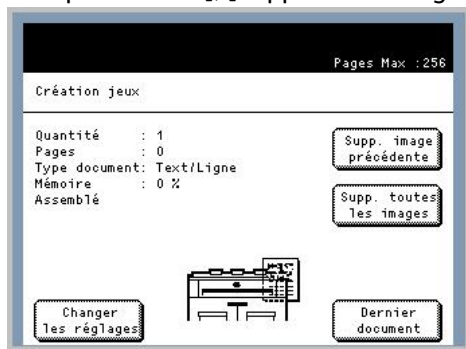 Pages Max :256
Création jeux
Quantité : 1
Pages : 0
Type document: Text/Ligne
Mémoire : 0 %
Assemblé
Supp. image
précédente
Supp. toutes
les images
Changer
les réglages
Dernier
document